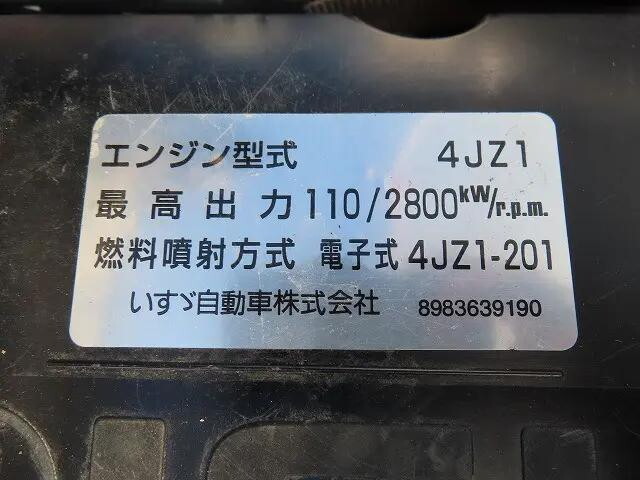 エンジン型式 4JZ1
最高出力 110/2800kW/r.p.m.
燃料噴射方式 電子式 4JZ1-201
いすゞ自動車株式会社 8983639190